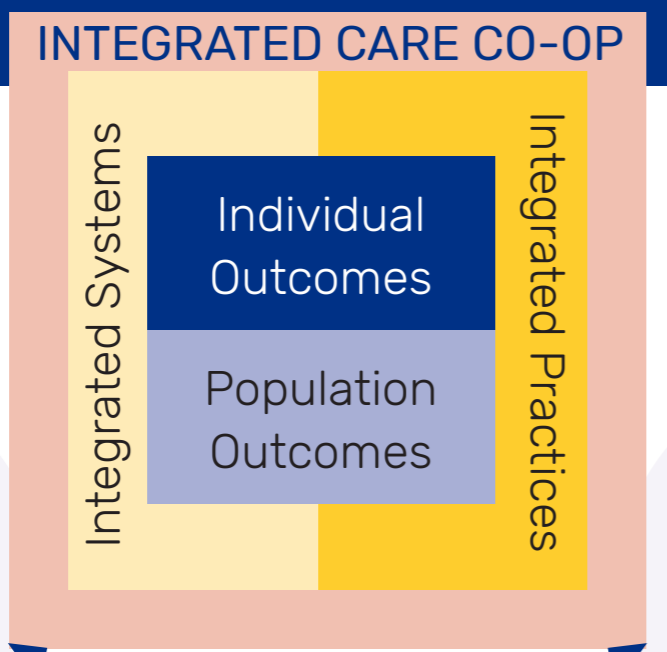 INTEGRATED CARE CO-OP
Integrated Systems
Individual
Outcomes
Population
Outcomes
Integrated Practices